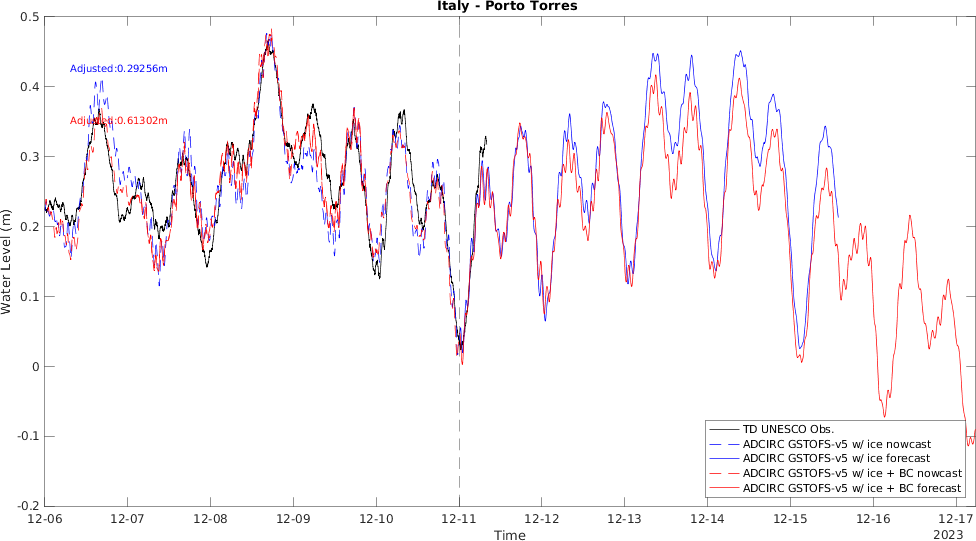 Italy - Porto Torres
0.5
0.4
0.3
0.2
0.1
0
-0.1
-0.2
Water Level (m)
Adjusted:0.29256m
Adjusted:0.61302m
TD UNESCO Obs.
ADCIRC GSTOFS-v5 w/ ice nowcast
ADCIRC GSTOFS-v5 w/ ice forecast
ADCIRC GSTOFS-v5 w/ ice + BC nowcast
ADCIRC GSTOFS-v5 w/ ice + BC forecast
12-06 12-07 12-08 12-09 12-10 12-11 12-12 12-13 12-14 12-15 12-16 12-17
Time
2023